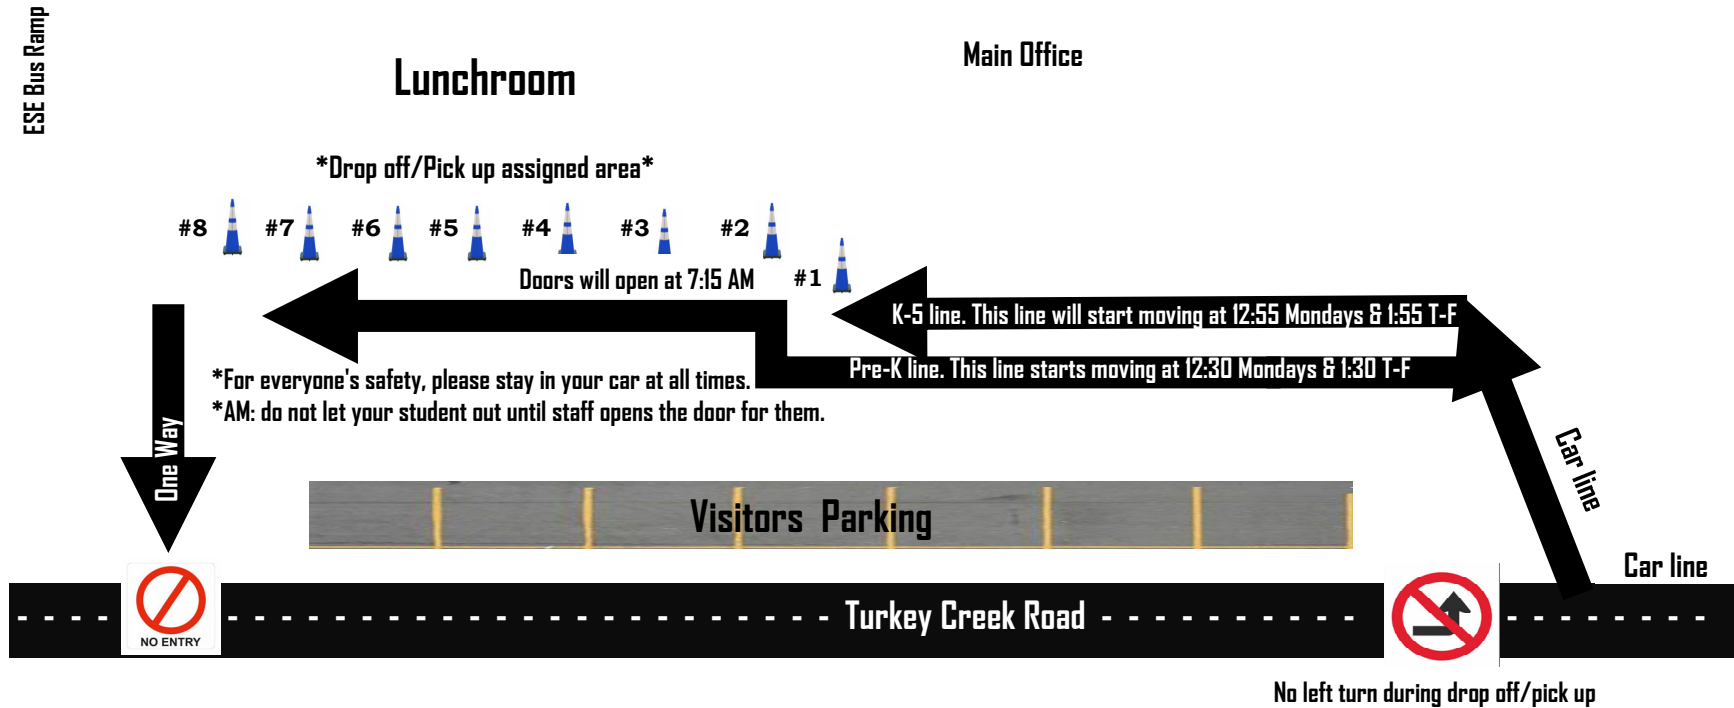 ESE Bus Ramp
Main Office
Lunchroom
*Drop off/Pick up assigned area*
#8
#7
#6
#5
#4
#3
#2
#1
Doors will open at 7:15 AM
K-5 line. This line will start moving at 12:55 Mondays & 1:55 T-F
Pre-K line. This line starts moving at 12:30 Mondays & 1:30 T-F
*For everyone's safety, please stay in your car at all times.
*AM: do not let your student out until staff opens the door for them.
One Way
Car line
Visitors Parking
Car line
NO ENTRY
Turkey Creek Road
No left turn during drop off/pick up